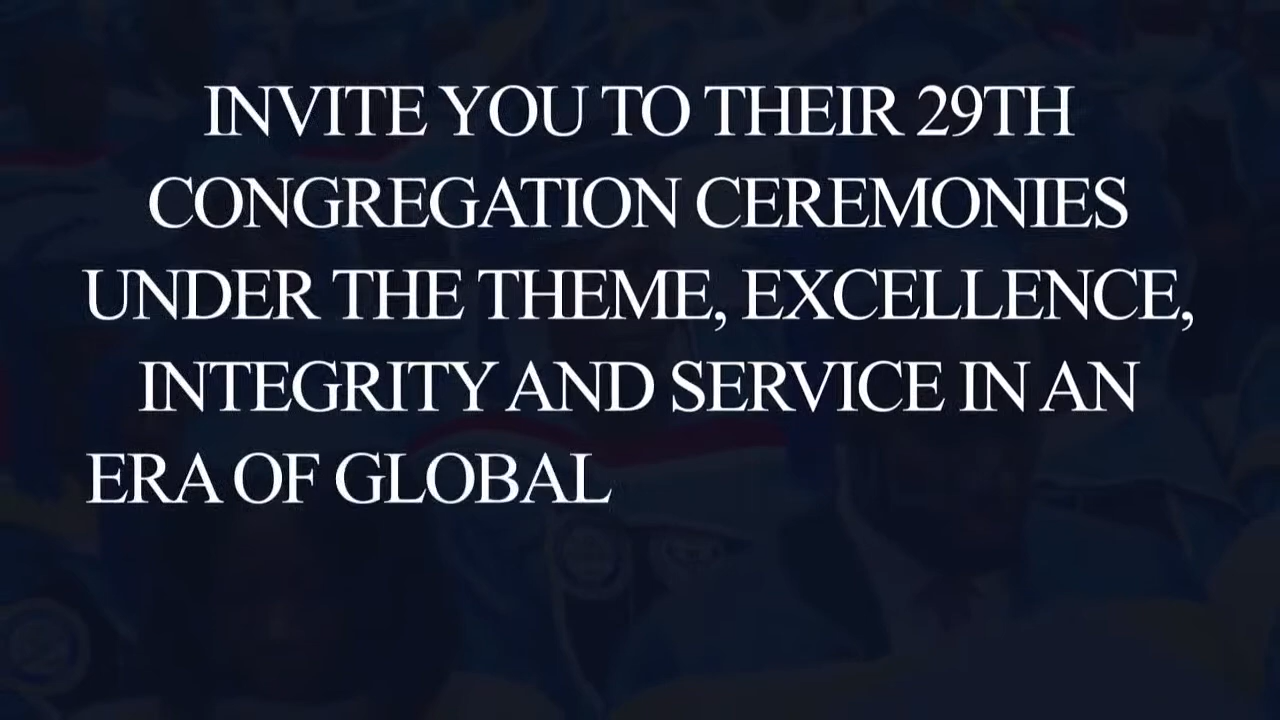 INVITE YOU TO THEIR 29TH
CONGREGATION CEREMONIES
UNDER THE THEME, EXCELLENCE,
INTEGRITY AND SERVICE IN AN
ERA OF GLOBAL